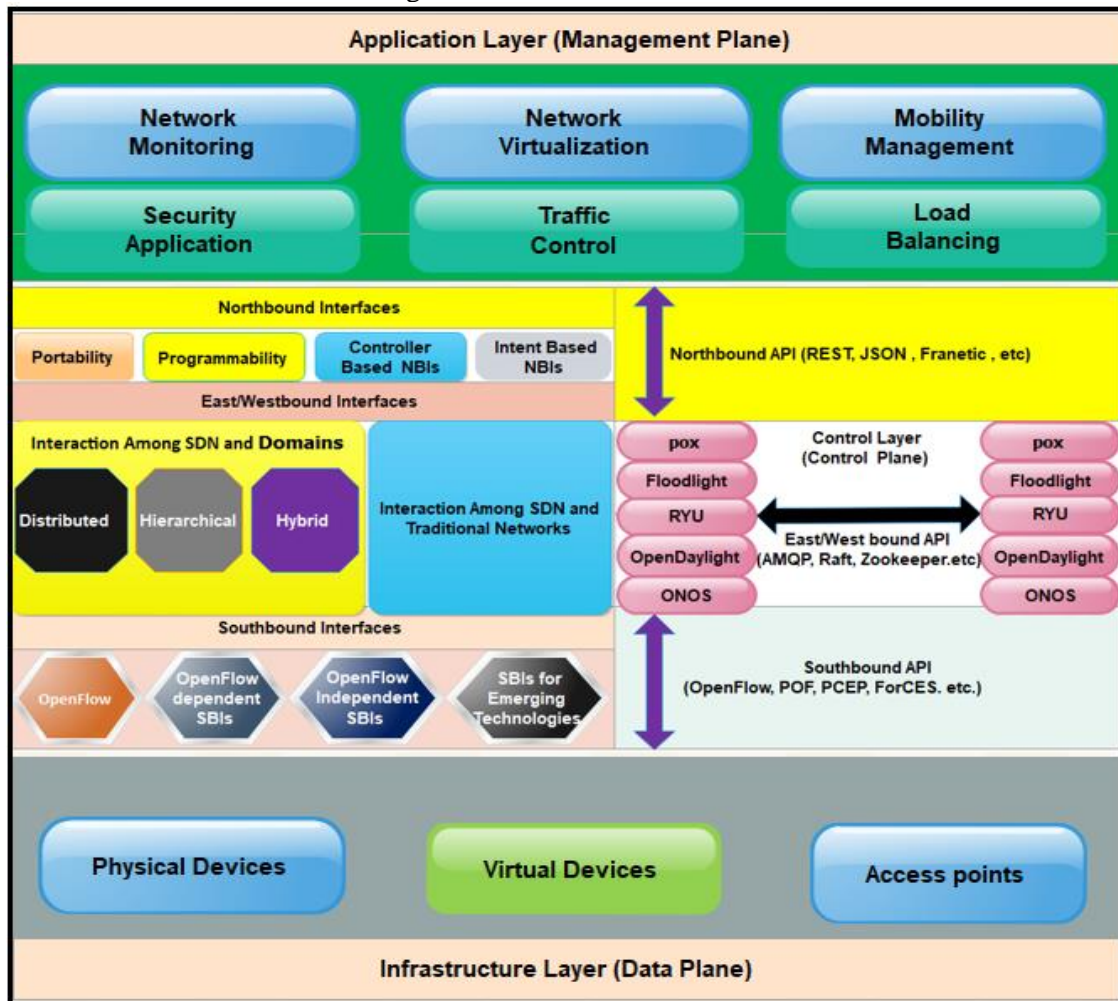 Application Layer (Management Plane)
Network
Monitoring
Network
Virtualization
Mobility
Management
Security
Application
Traffic
Control
Load
Balancing
Northbound Interfaces
Portability
Programmability
Controller
Based NBIs
Intent Based
NBIs
Northbound API (REST, JSON , Franetic , etc)
East/Westbound Interfaces
Interaction Among SDN and Domains
Distributed
Hierarchical
Hybrid
Interaction Among SDN and
Traditional Networks
pox
Floodlight
RYU
OpenDaylight
ONOS
Control Layer
(Control Plane)
East/West bound API
(AMQP, Raft, Zookeeper.etc)
pox
Floodlight
RYU
OpenDaylight
ONOS
Southbound Interfaces
OpenFlow
OpenFlow
dependent
SBIs
OpenFlow
Independent
SBIs
SBIs for
Emerging
Technologies
Southbound API
(OpenFlow, POF, PCEP, ForCES. etc.)
Physical Devices
Virtual Devices
Access points
Infrastructure Layer (Data Plane)